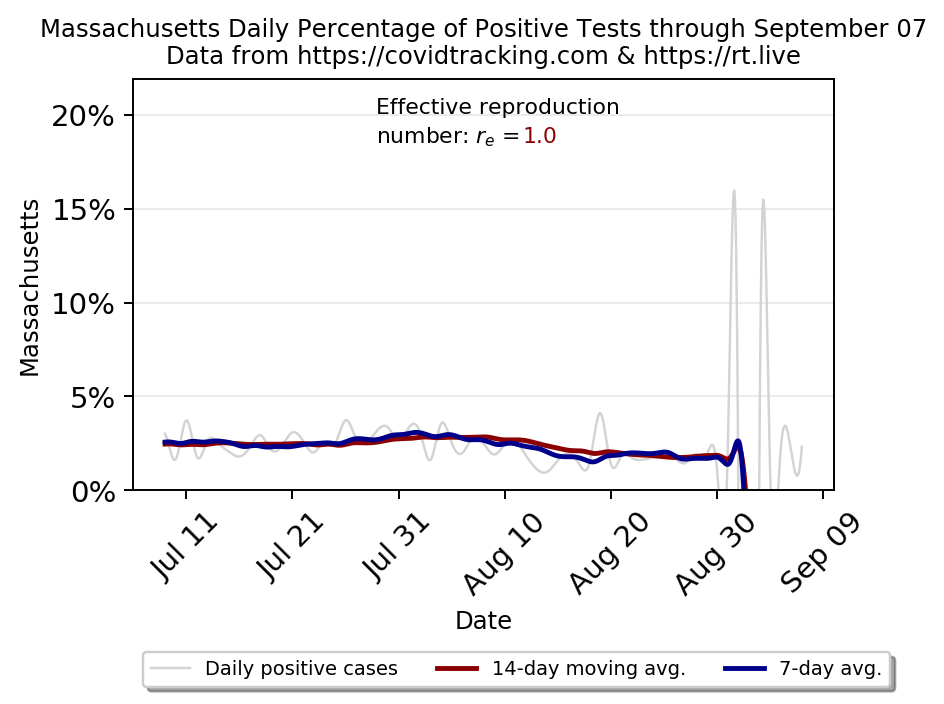 Massachusetts Daily Percentage of Positive Tests through September 07
Data from https://covidtracking.com & https://rt.live
Effective reproduction
number: rₑ =1.0
20%
15%
10%
5%
0%
Massachusetts
Jul 11
Jul 21
Jul 31
Aug 10
Aug 20
Aug 30
Sep 09
Date
Daily positive cases
14-day moving avg.
7-day avg.